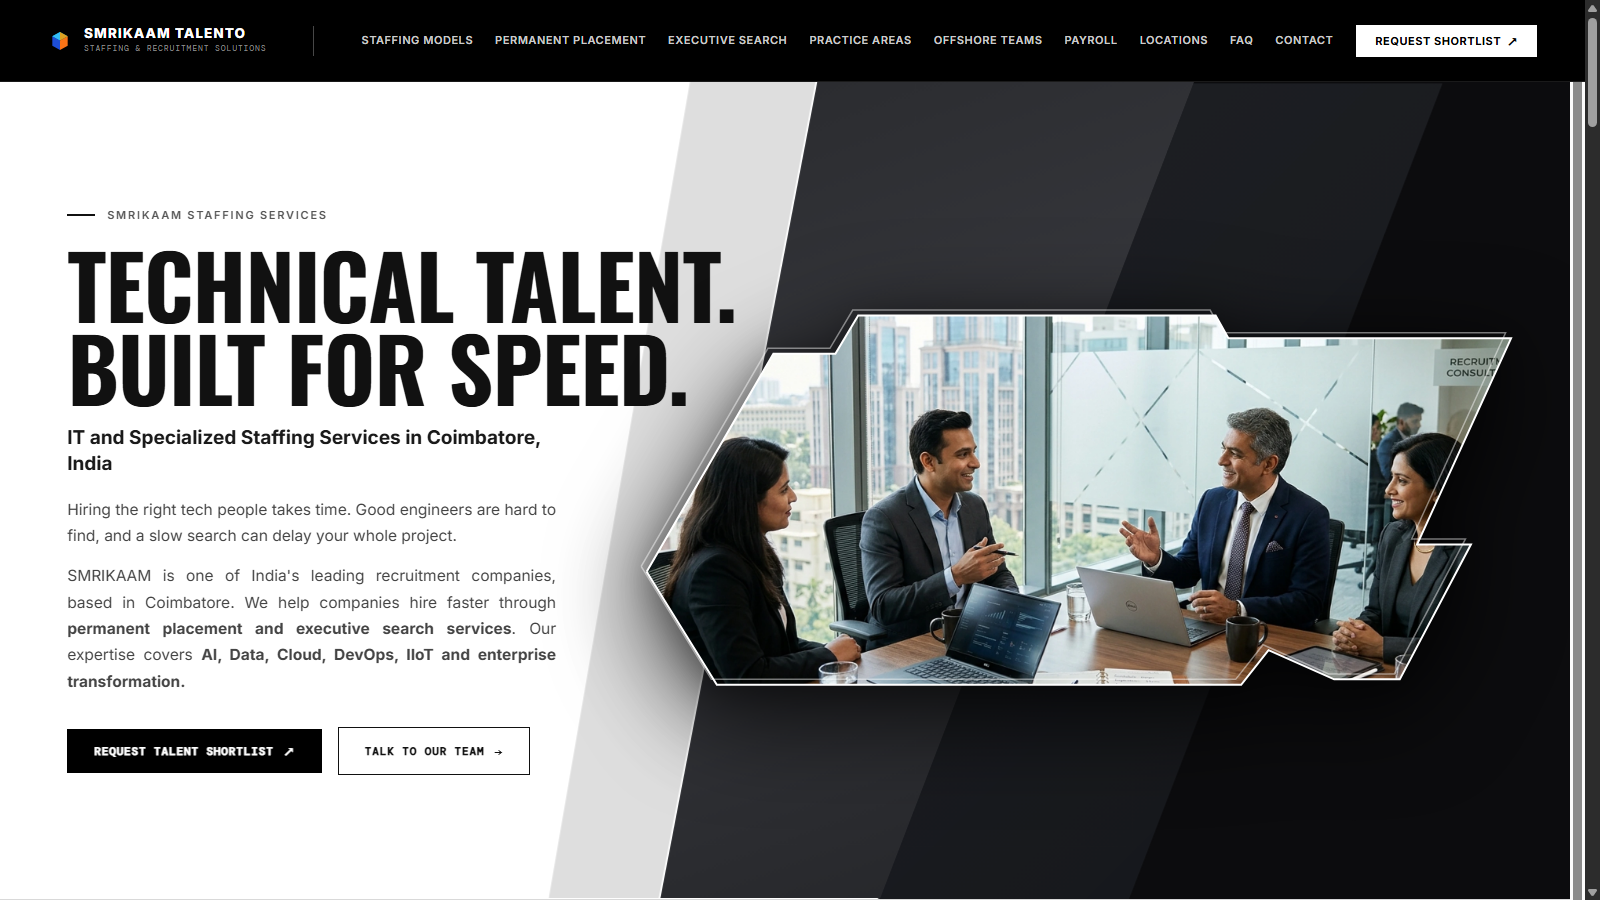 SMRIKAAM TALENTO
STAFFING & RECRUITMENT SOLUTIONS
STAFFING MODELS
PERMANENT PLACEMENT
EXECUTIVE SEARCH
PRACTICE AREAS
OFFSHORE TEAMS
PAYROLL
LOCATIONS
FAQ
CONTACT
REQUEST SHORTLIST ↗
SMRIKAAM STAFFING SERVICES
TECHNICAL TALENT.
BUILT FOR SPEED.
IT and Specialized Staffing Services in Coimbatore,
India
Hiring the right tech people takes time. Good engineers are hard to
find, and a slow search can delay your whole project.
SMRIKAAM is one of India's leading recruitment companies,
based in Coimbatore. We help companies hire faster through
permanent placement and executive search services. Our
expertise covers AI, Data, Cloud, DevOps, IIoT and enterprise
transformation.
REQUEST TALENT SHORTLIST ↗
TALK TO OUR TEAM →
RECRUIT
CONSULT
DELL